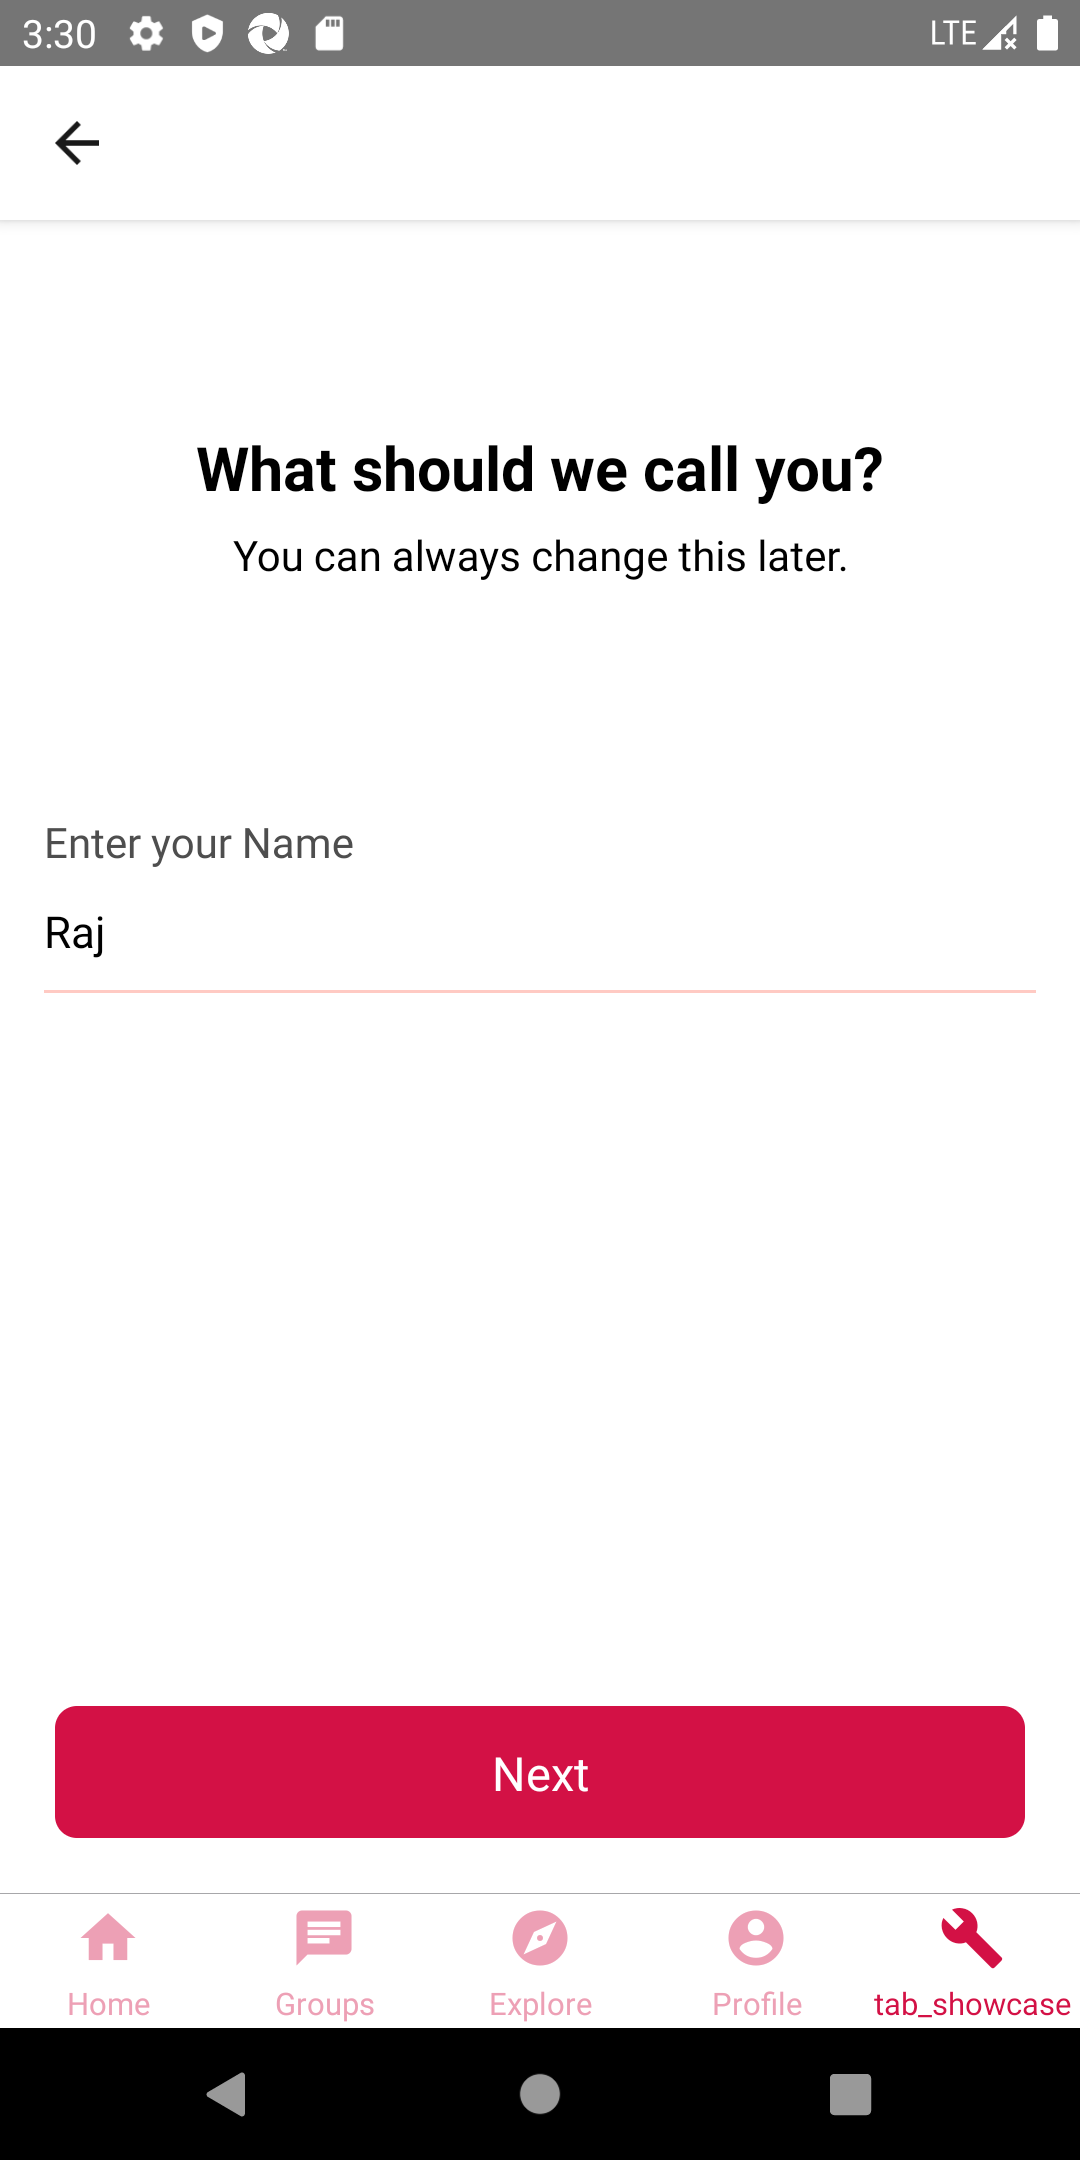 3:30
LTE
What should we call you?
You can always change this later.
Enter your Name
Raj
Next
Home
Groups
Explore
Profile
tab_showcase